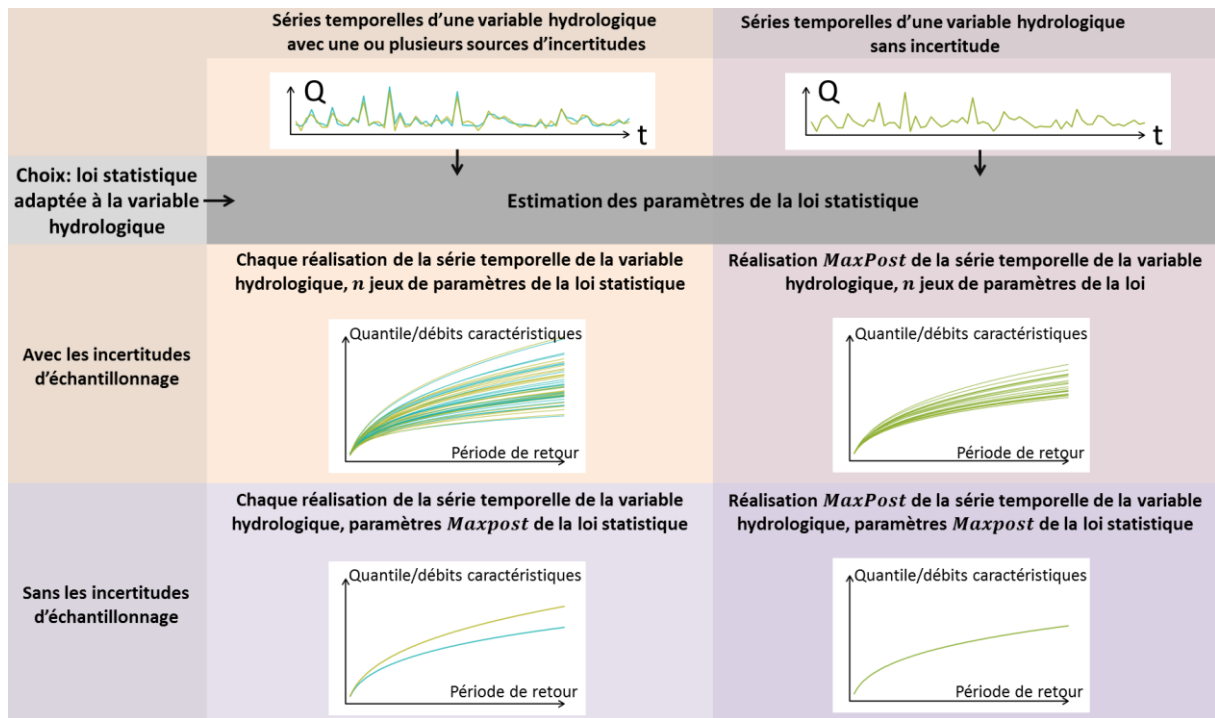 Séries temporelles d'une variable hydrologique
avec une ou plusieurs sources d'incertitudes
Séries temporelles d'une variable hydrologique
sans incertitude
Q
t
Q
t
Choix: loi statistique
adaptée à la variable
hydrologique
Estimation des paramètres de la loi statistique
Chaque réalisation de la série temporelle de la variable
hydrologique, n jeux de paramètres de la loi statistique
Réalisation MaxPost de la série temporelle de la variable
hydrologique, n jeux de paramètres de la loi
Avec les incertitudes
d'échantillonnage
Quantile/débits caractéristiques
Période de retour
Quantile/débits caractéristiques
Période de retour
Chaque réalisation de la série temporelle de la variable
hydrologique, paramètres Maxpost de la loi statistique
Réalisation MaxPost de la série temporelle de la variable
hydrologique, paramètres Maxpost de la loi statistique
Sans les incertitudes
d'échantillonnage
Quantile/débits caractéristiques
Période de retour
Quantile/débits caractéristiques
Période de retour